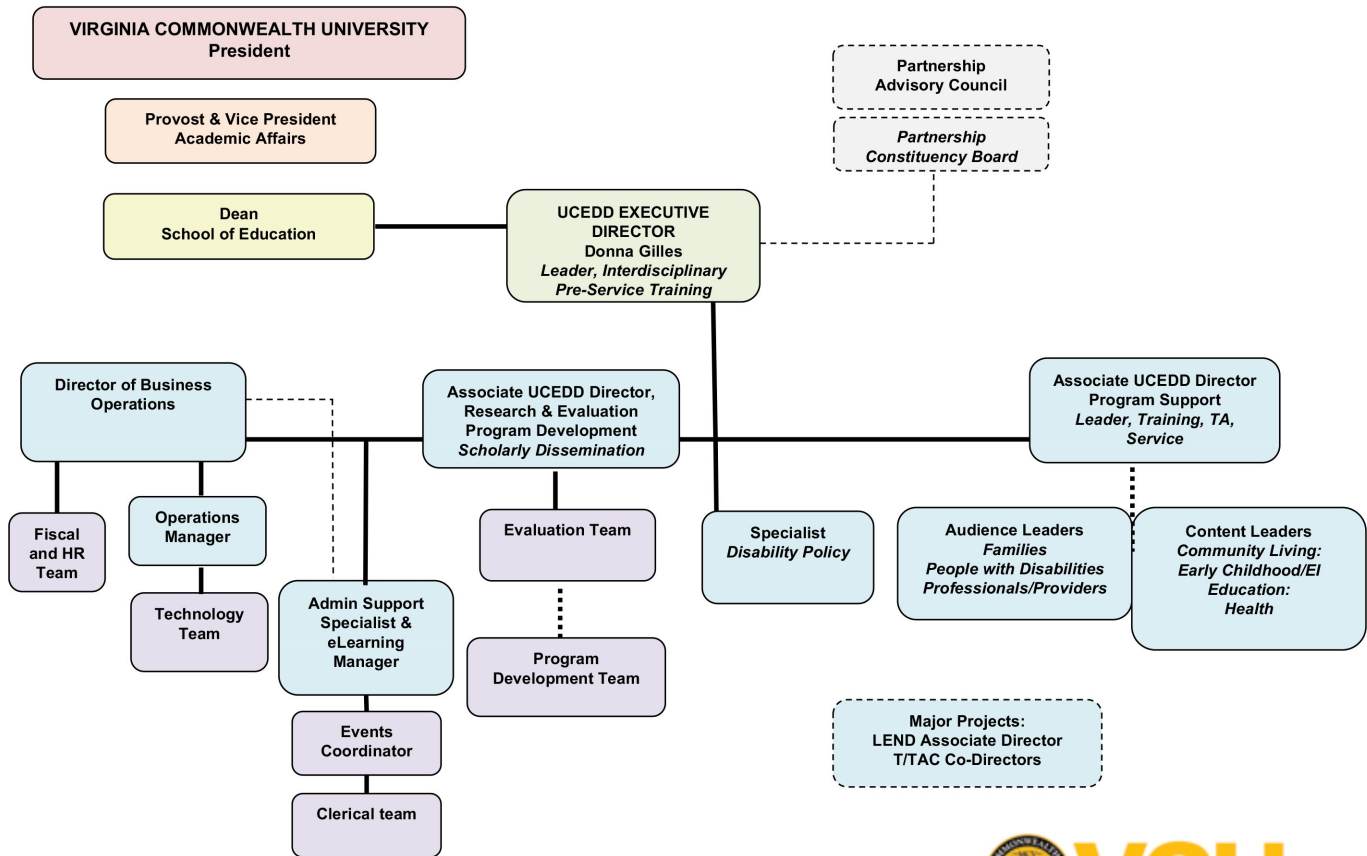 VIRGINIA COMMONWEALTH UNIVERSITY
President
Provost & Vice President
Academic Affairs
Dean
School of Education
Partnership
Advisory Council
Partnership
Constituency Board
UCEDD EXECUTIVE
DIRECTOR
Donna Gilles
Leader, Interdisciplinary
Pre-Service Training
Director of Business
Operations
Associate UCEDD Director,
Research & Evaluation
Program Development
Scholarly Dissemination
Associate UCEDD Director
Program Support
Leader, Training, TA,
Service
Fiscal
and HR
Team
Operations
Manager
Technology
Team
Admin Support
Specialist &
eLearning
Manager
Events
Coordinator
Clerical team
Evaluation Team
Program
Development Team
Specialist
Disability Policy
Audience Leaders
Families
People with Disabilities
Professionals/Providers
Content Leaders
Community Living:
Early Childhood/EI
Education:
Health
Major Projects:
LEND Associate Director
T/TAC Co-Directors
VCU